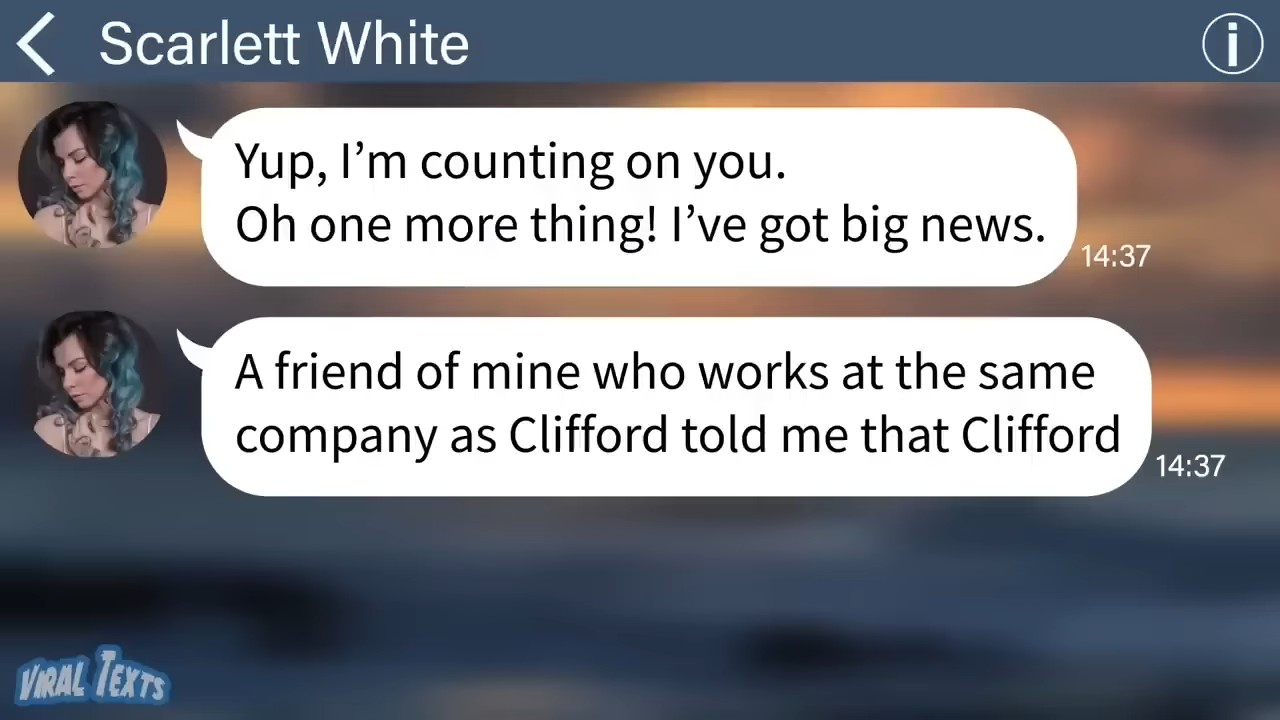 Scarlett White
Yup, I’m counting on you.
Oh one more thing! I’ve got big news.
14:37
A friend of mine who works at the same
company as Clifford told me that Clifford
14:37
VIRAL TEXTS